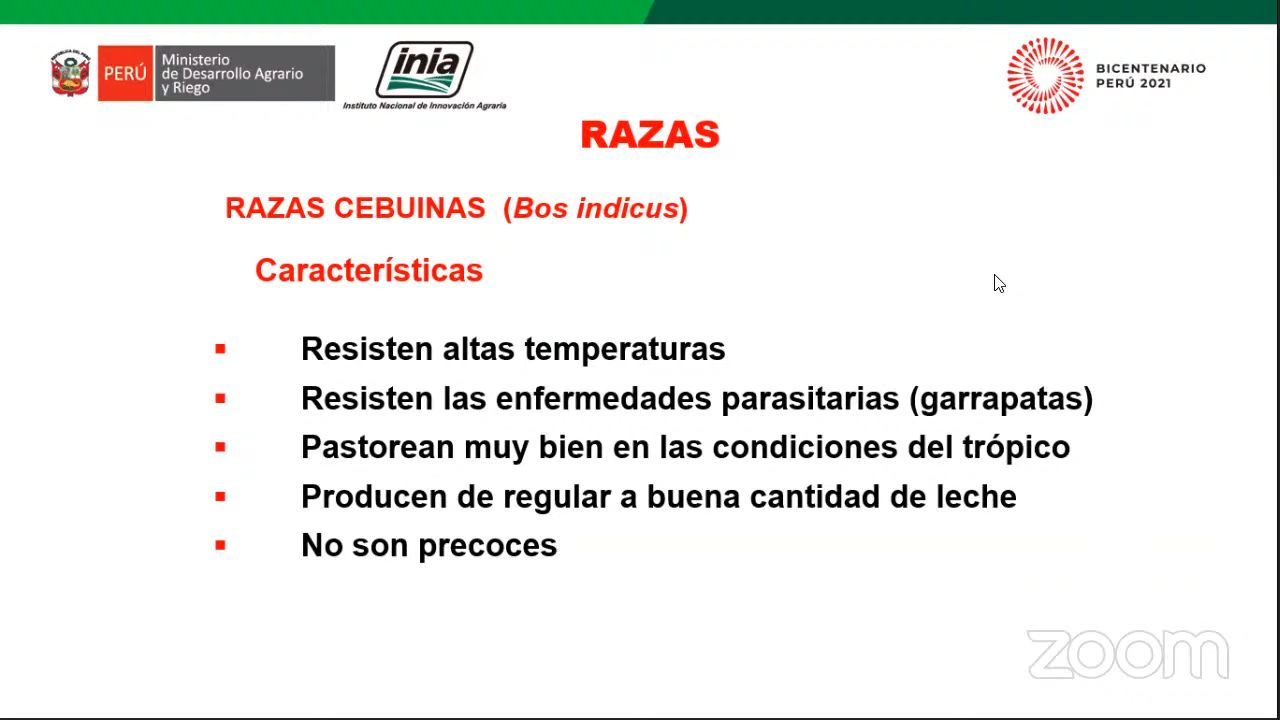 PERÚ
Ministerio
de Desarrollo Agrario
y Riego
inia
Instituto Nacional de Innovación Agraria
BICENTENARIO
PERÚ 2021
RAZAS
RAZAS CEBUINAS (Bos indicus)
Características
▪ Resisten altas temperaturas
▪ Resisten las enfermedades parasitarias (garrapatas)
▪ Pastorean muy bien en las condiciones del trópico
▪ Producen de regular a buena cantidad de leche
▪ No son precoces
zoom